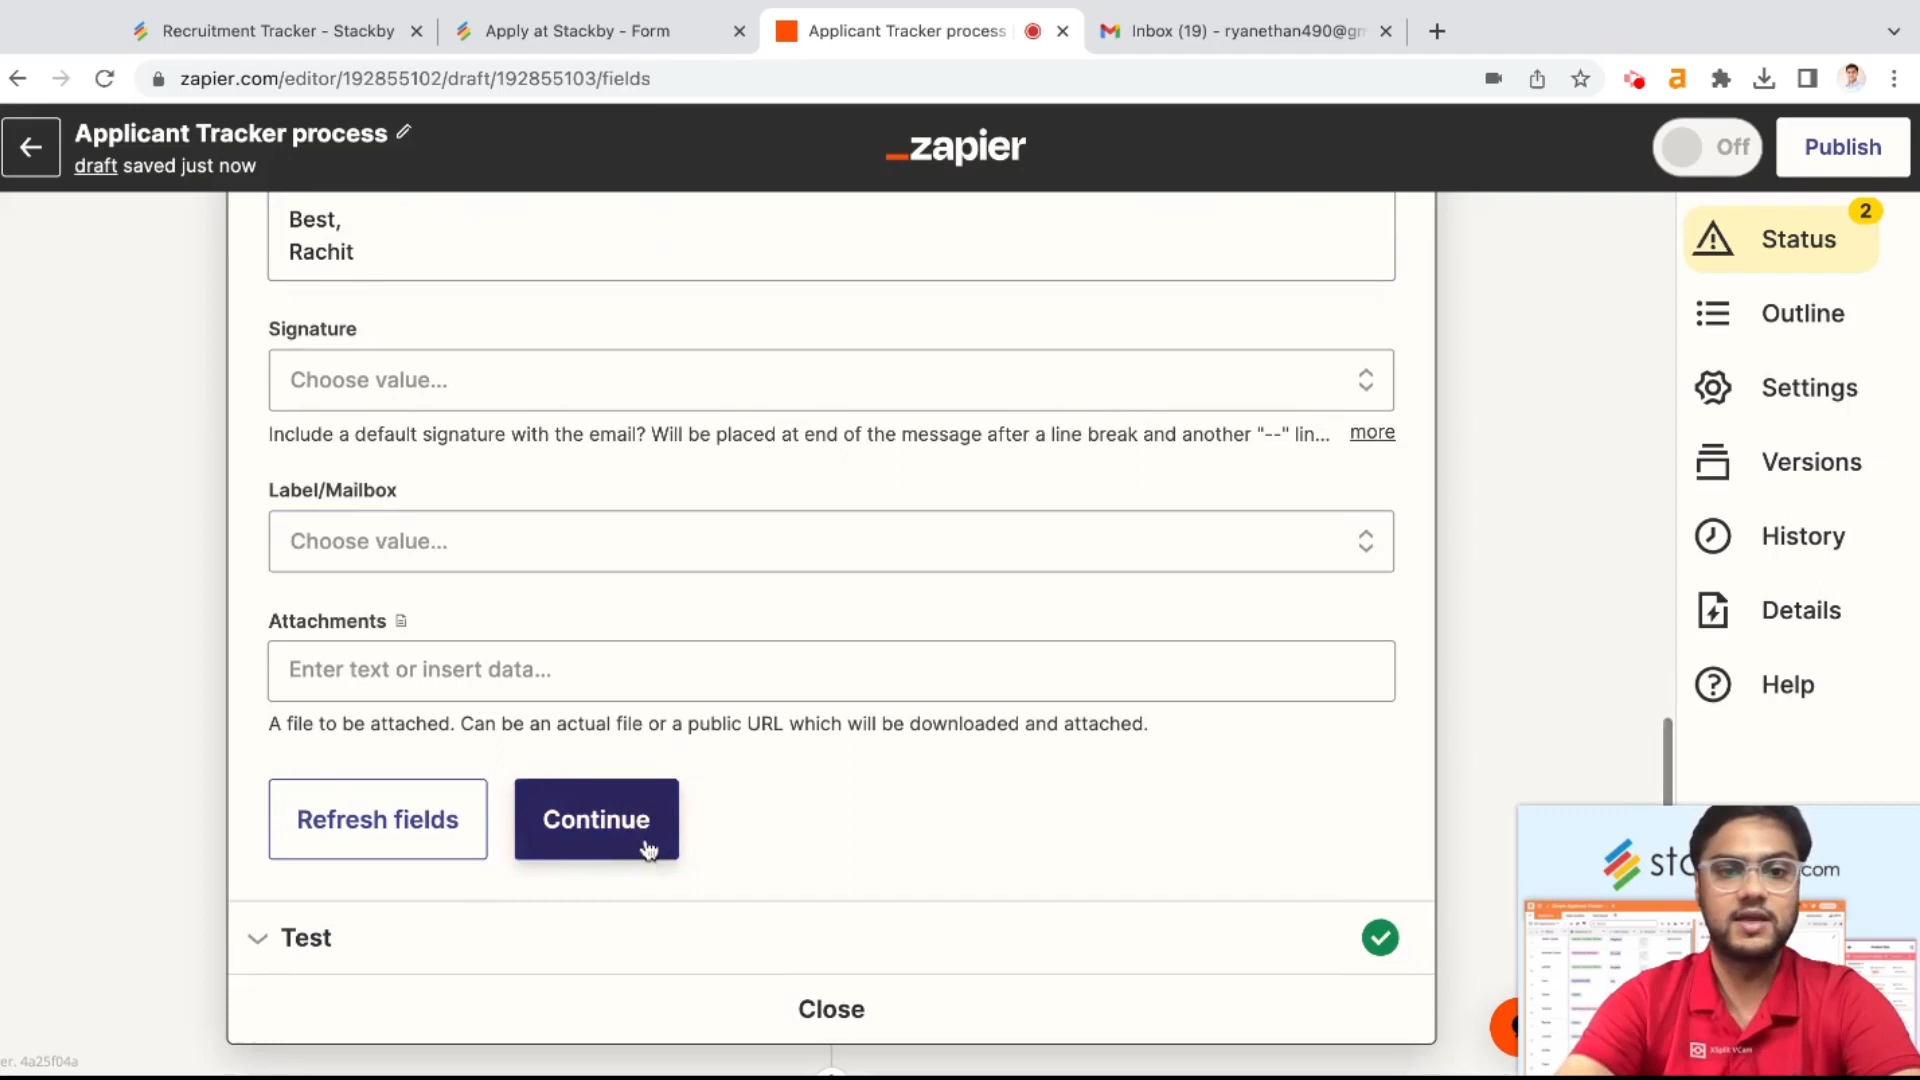 Recruitment Tracker - Stackby
Apply at Stackby - Form
Applicant Tracker process
Inbox (19) - ryanethan490@gm
zapier.com/editor/192855102/draft/192855103/fields
Applicant Tracker process
draft saved just now
zapier
Off
Publish
Best,
Rachit
Signature
Choose value...
Include a default signature with the email? Will be placed at end of the message after a line break and another "--" lin...
more
Label/Mailbox
Choose value...
Attachments
Enter text or insert data...
A file to be attached. Can be an actual file or a public URL which will be downloaded and attached.
Refresh fields
Continue
Test
Close
2
Status
Outline
Settings
Versions
History
Details
Help
er. 4a25f04a
com
XSplit VCam